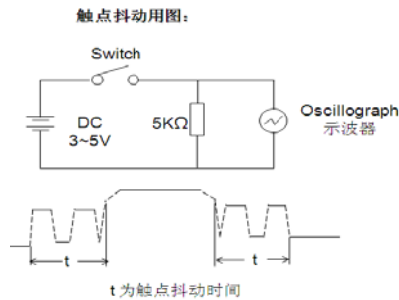 触点抖动用图：
Switch
DC
3~5V
5KΩ
Oscillograph
示波器
t
t
t 为触点抖动时间